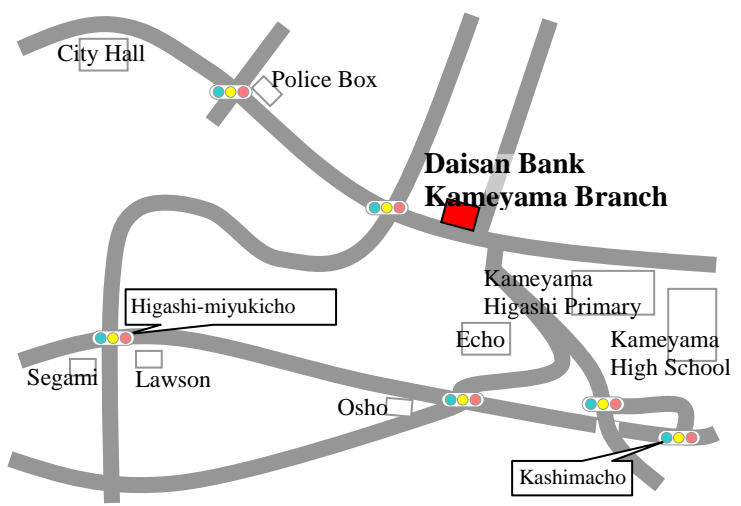 City Hall
Police Box
Daisan Bank
Kameyama Branch
Kameyama
Higashi Primary
Higashi-miyukicho
Echo
Kameyama
High School
Segami
Lawson
Osho
Kashimacho